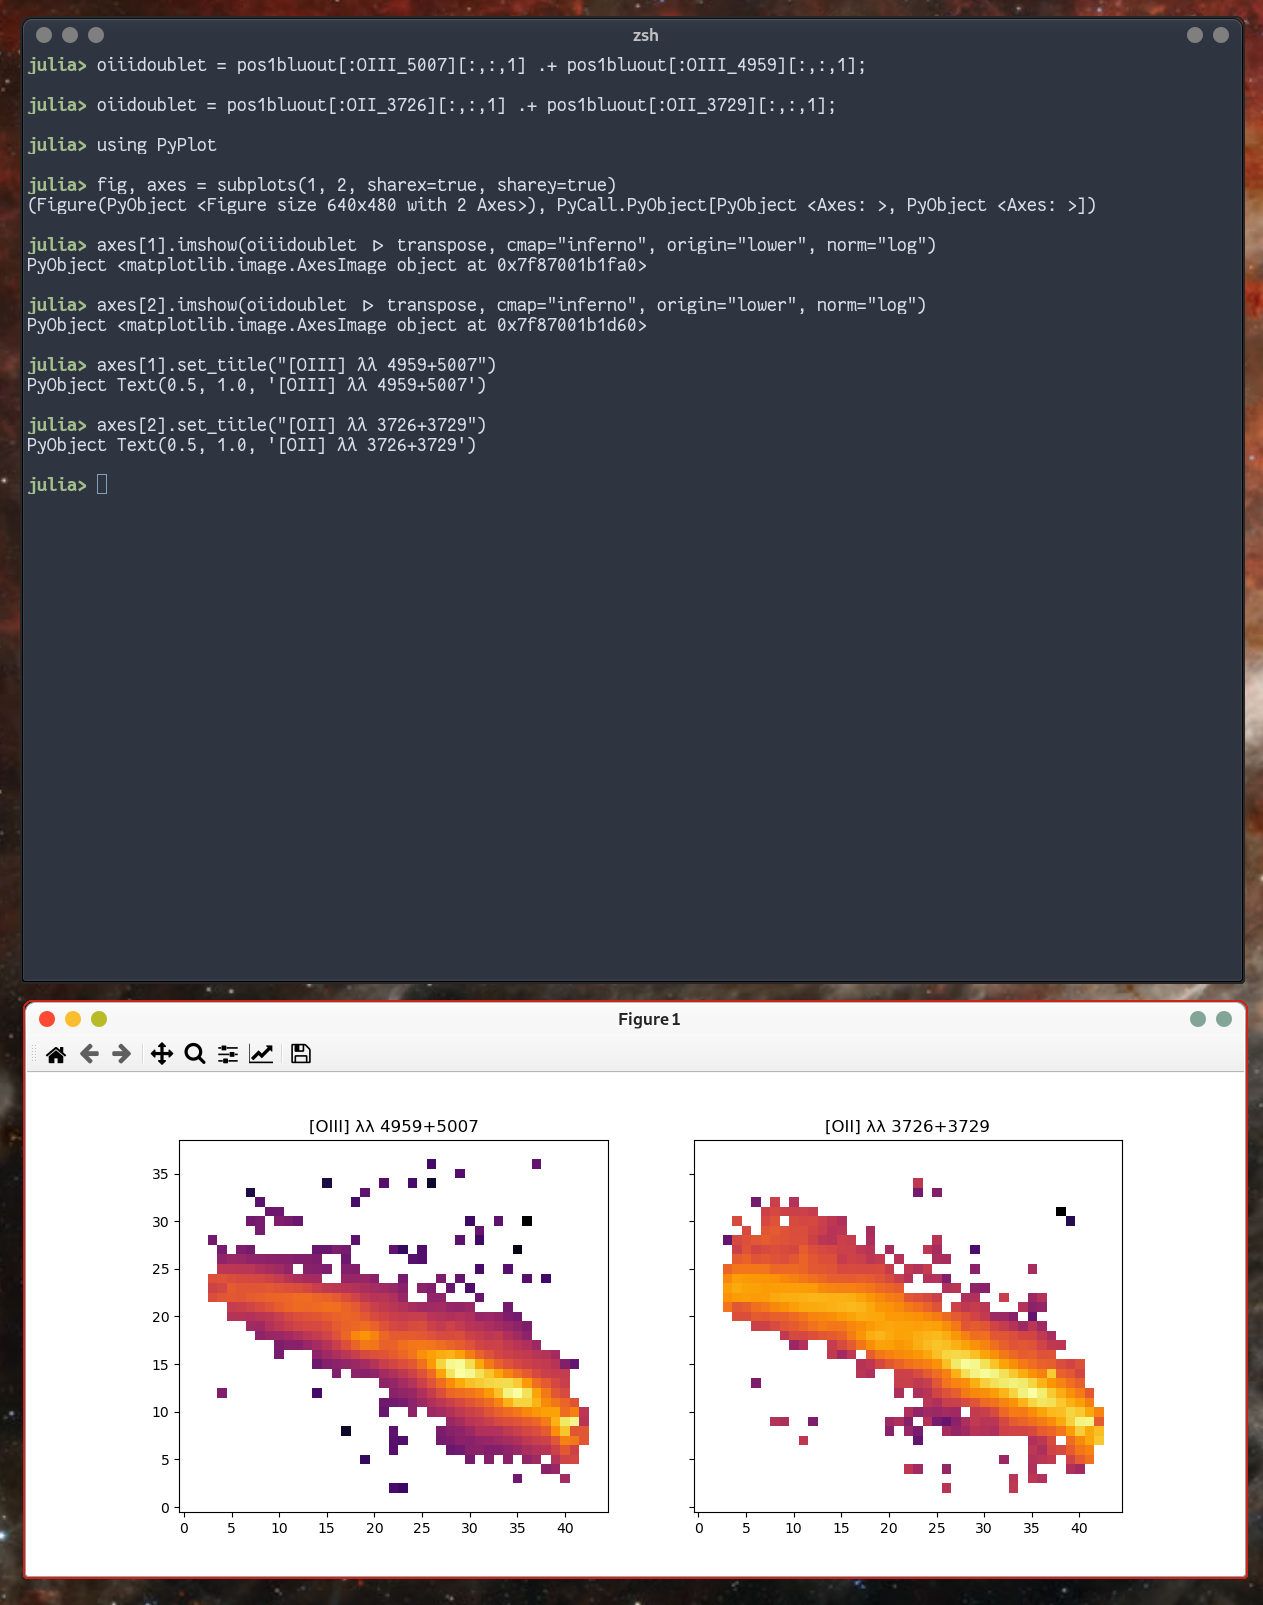 zsh
julia> oiiidoublet = pos1bluout[:OIII_5007][:,:,1] .+ pos1bluout[:OIII_4959][:,:,1];
julia> oiidoublet = pos1bluout[:OII_3726][:,:,1] .+ pos1bluout[:OII_3729][:,:,1];
julia> using PyPlot
julia> fig, axes = subplots(1, 2, sharex=true, sharey=true)
(Figure(PyObject <Figure size 640x480 with 2 Axes>), PyCall.PyObject[PyObject <Axes: >, PyObject <Axes: >])
julia> axes[1].imshow(oiiidoublet |> transpose, cmap="inferno", origin="lower", norm="log")
PyObject <matplotlib.image.AxesImage object at 0x7f87001b1fa0>
julia> axes[2].imshow(oiidoublet |> transpose, cmap="inferno", origin="lower", norm="log")
PyObject <matplotlib.image.AxesImage object at 0x7f87001b1d60>
julia> axes[1].set_title("[OIII] λλ 4959+5007")
PyObject Text(0.5, 1.0, '[OIII] λλ 4959+5007')
julia> axes[2].set_title("[OII] λλ 3726+3729")
PyObject Text(0.5, 1.0, '[OII] λλ 3726+3729')
julia>
Figure 1
[OIII] λλ 4959+5007
35
30
25
20
15
10
5
0
0 5 10 15 20 25 30 35 40
[OII] λλ 3726+3729
0 5 10 15 20 25 30 35 40